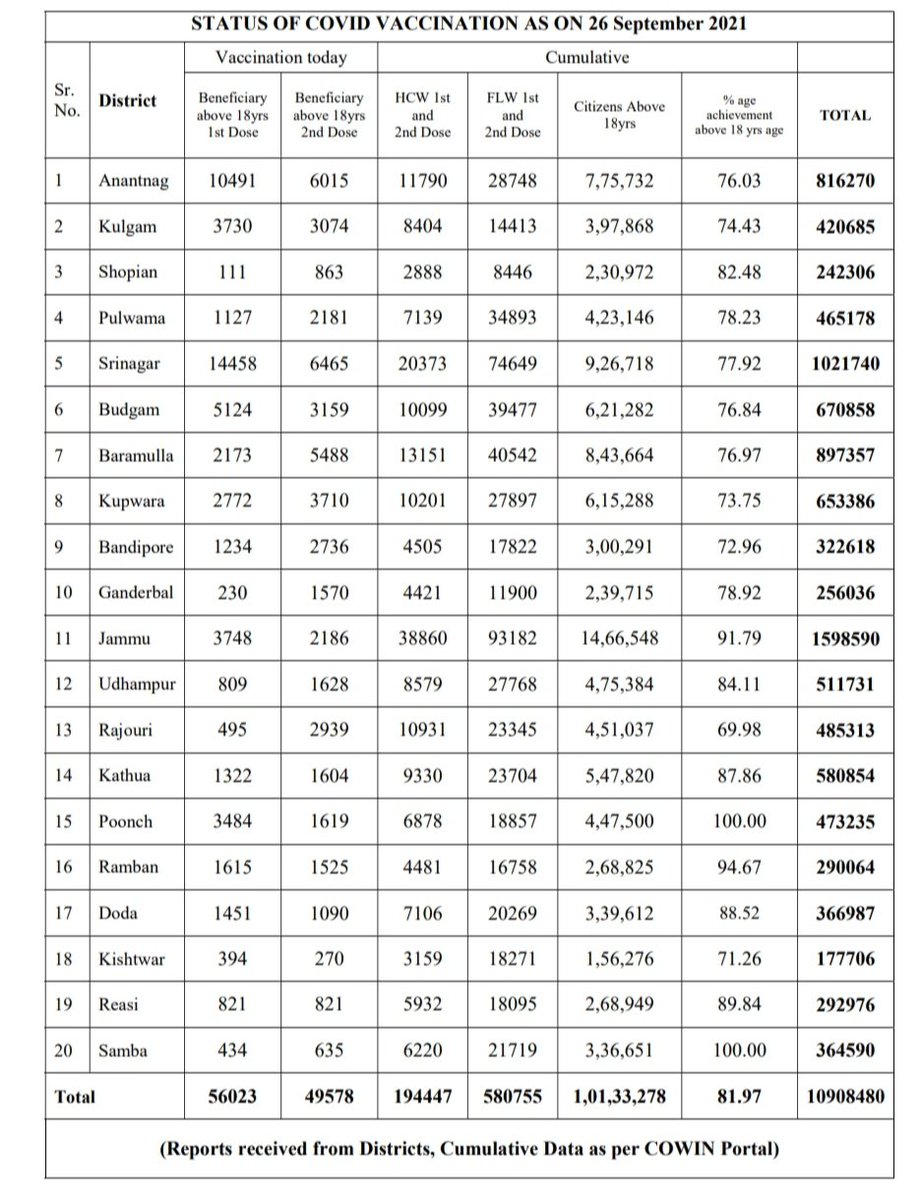 STATUS OF COVID VACCINATION AS ON 26 September 2021
Sr. No. District Vaccination today Cumulative
Beneficiary above 18yrs 1st Dose Beneficiary above 18yrs 2nd Dose HCW 1st and 2nd Dose FLW 1st and 2nd Dose Citizens Above 18yrs % age achievement above 18 yrs age TOTAL
1 Anantnag 10491 6015 11790 28748 7,75,732 76.03 816270
2 Kulgam 3730 3074 8404 14413 3,97,868 74.43 420685
3 Shopian 111 863 2888 8446 2,30,972 82.48 242306
4 Pulwama 1127 2181 7139 34893 4,23,146 78.23 465178
5 Srinagar 14458 6465 20373 74649 9,26,718 77.92 1021740
6 Budgam 5124 3159 10099 39477 6,21,282 76.84 670858
7 Baramulla 2173 5488 13151 40542 8,43,664 76.97 897357
8 Kupwara 2772 3710 10201 27897 6,15,288 73.75 653386
9 Bandipore 1234 2736 4505 17822 3,00,291 72.96 322618
10 Ganderbal 230 1570 4421 11900 2,39,715 78.92 256036
11 Jammu 3748 2186 38860 93182 14,66,548 91.79 1598590
12 Udhampur 809 1628 8579 27768 4,75,384 84.11 511731
13 Rajouri 495 2939 10931 23345 4,51,037 69.98 485313
14 Kathua 1322 1604 9330 23704 5,47,820 87.86 580854
15 Poonch 3484 1619 6878 18857 4,47,500 100.00 473235
16 Ramban 1615 1525 4481 16758 2,68,825 94.67 290064
17 Doda 1451 1090 7106 20269 3,39,612 88.52 366987
18 Kishtwar 394 270 3159 18271 1,56,276 71.26 177706
19 Reasi 821 821 5932 18095 2,68,949 89.84 292976
20 Samba 434 635 6220 21719 3,36,651 100.00 364590
Total 56023 49578 194447 580755 1,01,33,278 81.97 10908480
(Reports received from Districts, Cumulative Data as per COWIN Portal)